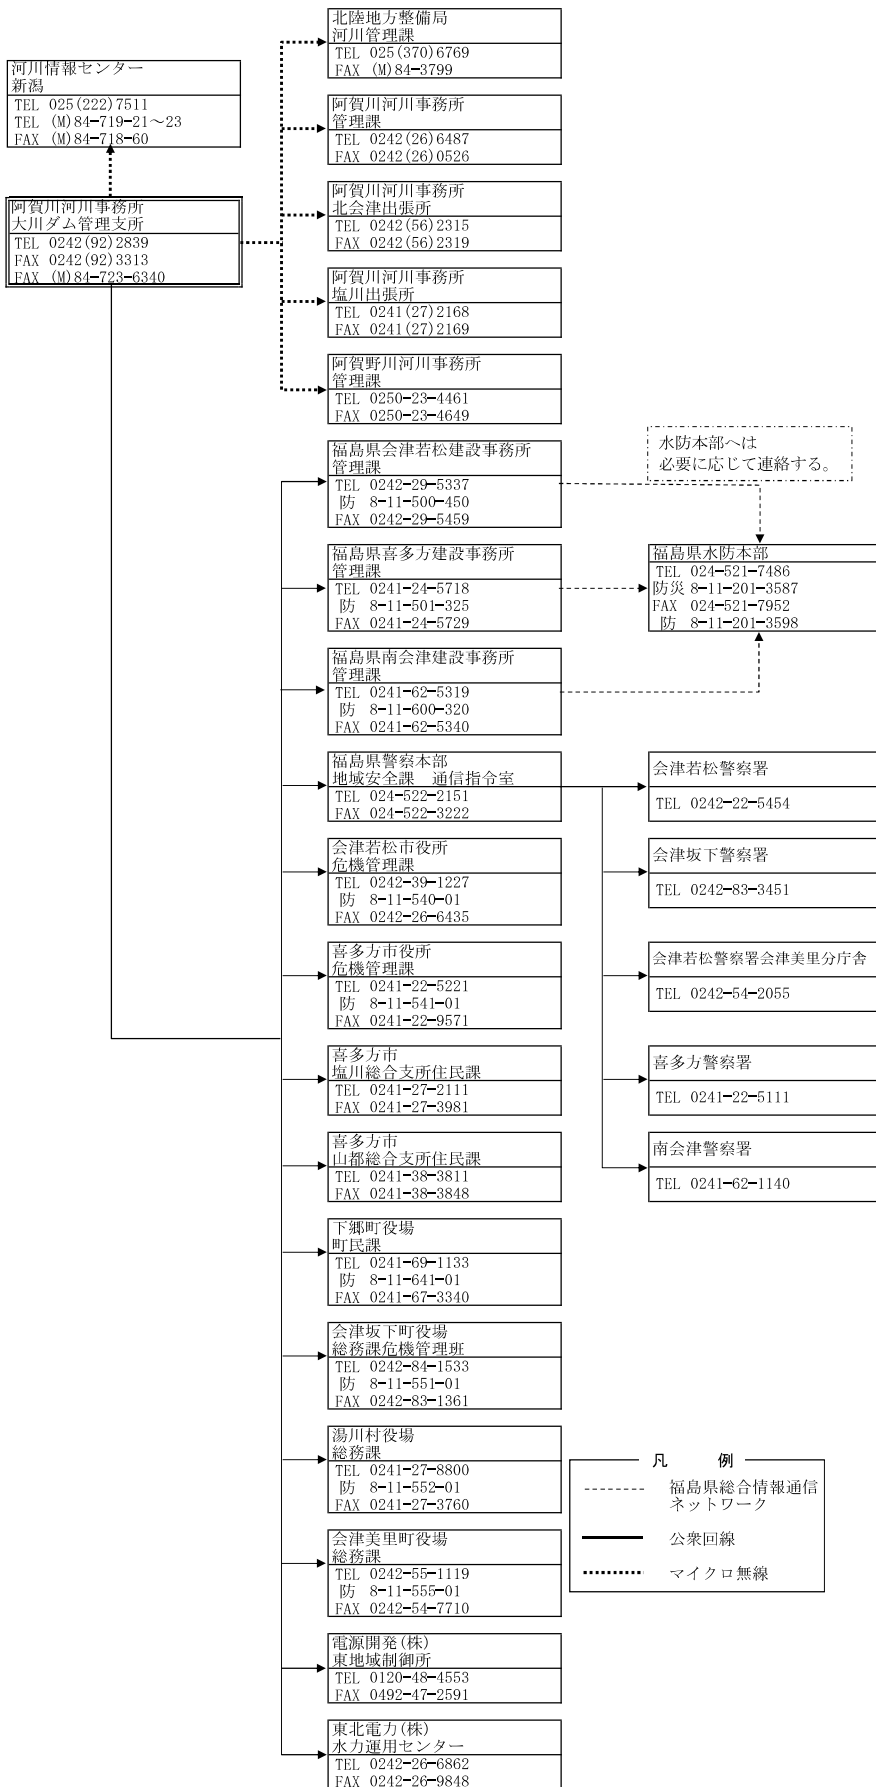 河川情報センター
新潟
TEL 025(222)7511
TEL (M)84-719-21～23
FAX (M)84-718-60
阿賀川河川事務所
大川ダム管理支所
TEL 0242(92)2839
FAX 0242(92)3313
FAX (M)84-723-6340
北陸地方整備局
河川管理課
TEL 025(370)6769
FAX (M)84-3799
阿賀川河川事務所
管理課
TEL 0242(26)6487
FAX 0242(26)0526
阿賀川河川事務所
北会津出張所
TEL 0242(56)2315
FAX 0242(56)2319
阿賀川河川事務所
塩川出張所
TEL 0241(27)2168
FAX 0241(27)2169
阿賀野川河川事務所
管理課
TEL 0250-23-4461
FAX 0250-23-4649
福島県会津若松建設事務所
管理課
TEL 0242-29-5337
防 8-11-500-450
FAX 0242-29-5459
福島県喜多方建設事務所
管理課
TEL 0241-24-5718
防 8-11-501-325
FAX 0241-24-5729
福島県南会津建設事務所
管理課
TEL 0241-62-5319
防 8-11-600-320
FAX 0241-62-5340
福島県警察本部
地域安全課 通信指令室
TEL 024-522-2151
FAX 024-522-3222
会津若松市役所
危機管理課
TEL 0242-39-1227
防 8-11-540-01
FAX 0242-26-6435
喜多方市役所
危機管理課
TEL 0241-22-5221
防 8-11-541-01
FAX 0241-22-9571
喜多方市
塩川総合支所住民課
TEL 0241-27-2111
FAX 0241-27-3981
喜多方市
山都総合支所住民課
TEL 0241-38-3811
FAX 0241-38-3848
下郷町役場
町民課
TEL 0241-69-1133
防 8-11-641-01
FAX 0241-67-3340
会津坂下町役場
総務課危機管理班
TEL 0242-84-1533
防 8-11-551-01
FAX 0242-83-1361
湯川村役場
総務課
TEL 0241-27-8800
防 8-11-552-01
FAX 0241-27-3760
会津美里町役場
総務課
TEL 0242-55-1119
防 8-11-555-01
FAX 0242-54-7710
電源開発(株)
東地域制御所
TEL 0120-48-4553
FAX 0492-47-2591
東北電力(株)
水力運用センター
TEL 0242-26-6862
FAX 0242-26-9848
水防本部へは
必要に応じて連絡する。
福島県水防本部
TEL 024-521-7486
防災 8-11-201-3587
FAX 024-521-7952
防 8-11-201-3598
会津若松警察署
TEL 0242-22-5454
会津坂下警察署
TEL 0242-83-3451
会津若松警察署会津美里分庁舎
TEL 0242-54-2055
喜多方警察署
TEL 0241-22-5111
南会津警察署
TEL 0241-62-1140
凡 例
福島県総合情報通信
ネットワーク
公衆回線
マイクロ無線